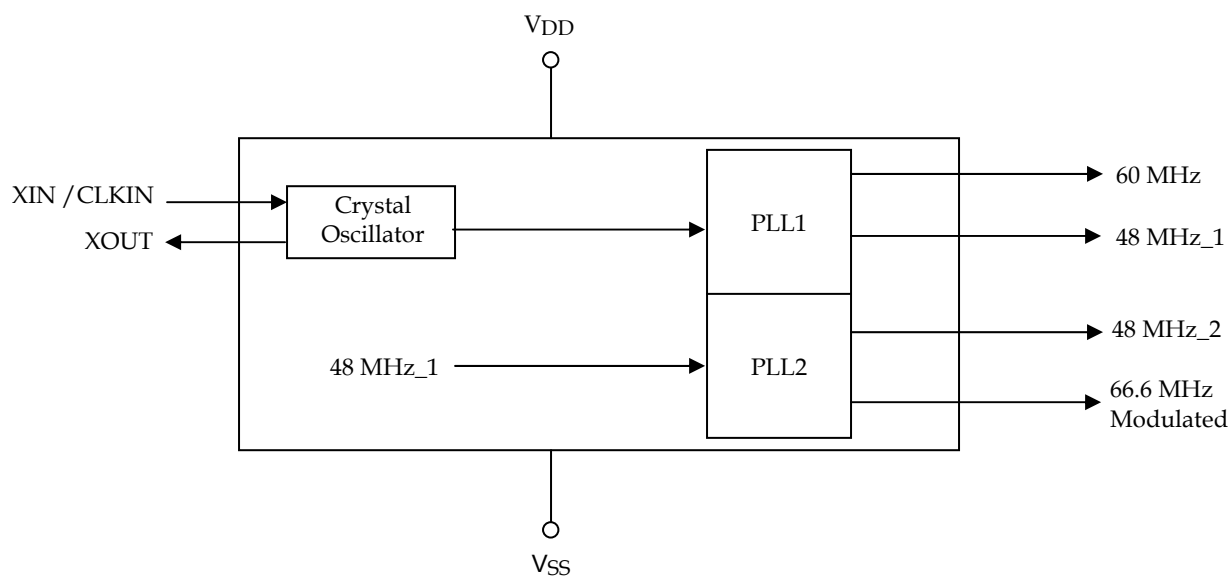 VDD
XIN /CLKIN
XOUT
Crystal
Oscillator
PLL1
60 MHz
48 MHz_1
48 MHz_1
PLL2
48 MHz_2
66.6 MHz
Modulated
VSS